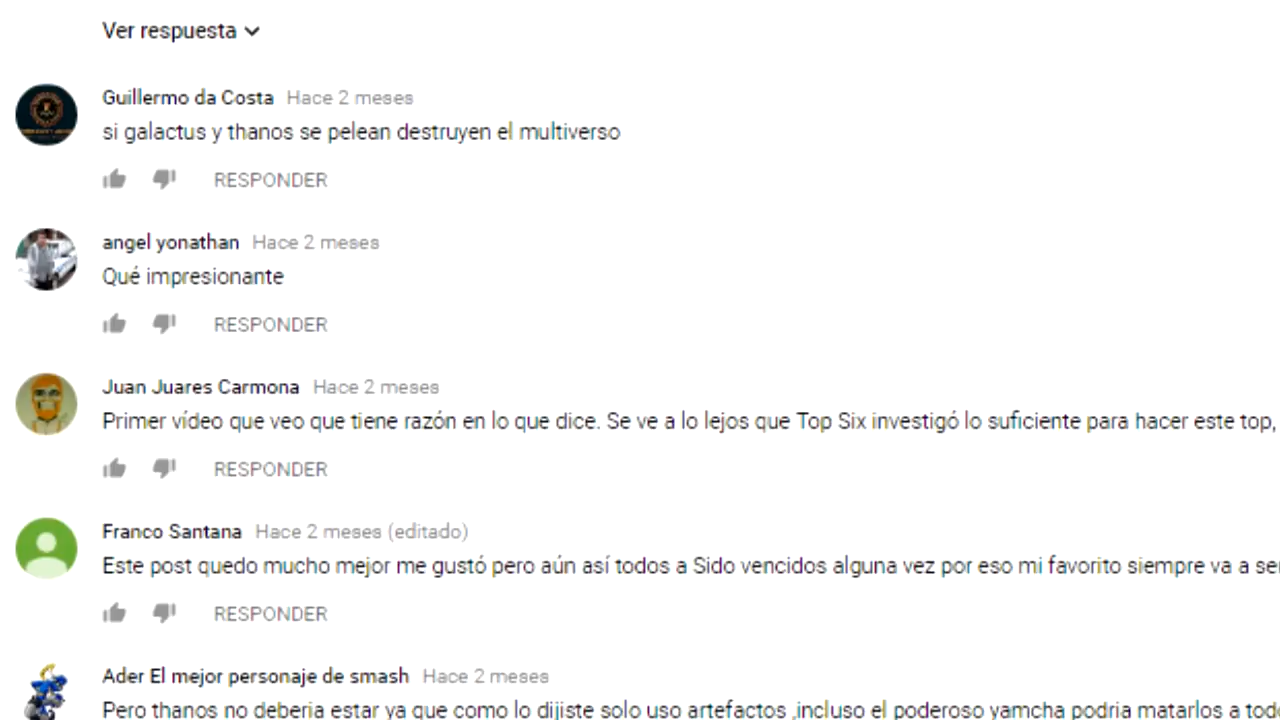 Ver respuesta
Guillermo da Costa Hace 2 meses
si galactus y thanos se pelean destruyen el multiverso
RESPONDER
angel yonathan Hace 2 meses
Qué impresionante
RESPONDER
Juan Juares Carmona Hace 2 meses
Primer vídeo que veo que tiene razón en lo que dice. Se ve a lo lejos que Top Six investigó lo suficiente para hacer este top,
RESPONDER
Franco Santana Hace 2 meses (editado)
Este post quedo mucho mejor me gustó pero aún así todos a Sido vencidos alguna vez por eso mi favorito siempre va a
RESPONDER
Ader El mejor personaje de smash Hace 2 meses
Pero thanos no deberia estar ya que como lo dijiste solo uso artefactos ,incluso el poderoso yamcha podria matarlos a